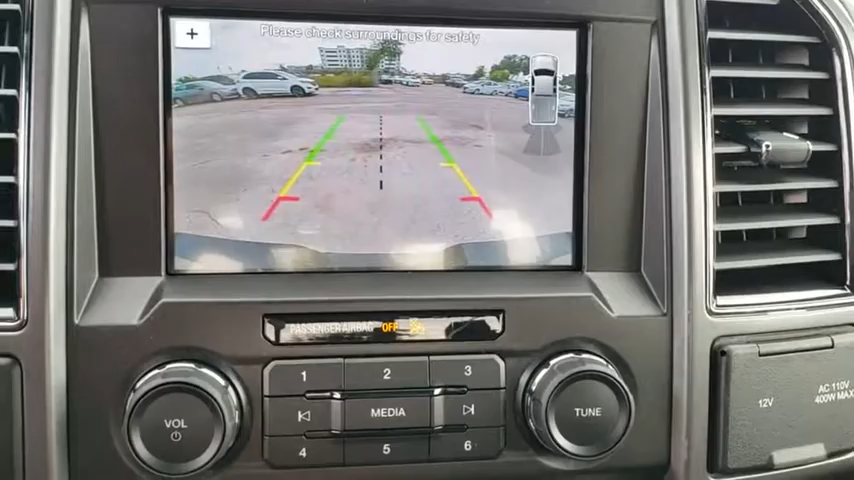 +
Please check surroundings for safety
PASSENGER AIRBAG OFF
1 2 3
VOL
MEDIA
TUNE
4 5 6
12V
AC 110V
400W MAX